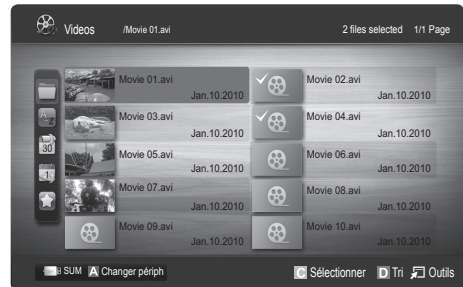 Videos /Movie 01.avi 2 files selected 1/1 Page
Movie 01.avi Movie 02.avi
Jan.10.2010 Jan.10.2010
Movie 03.avi Movie 04.avi
Jan.10.2010 Jan.10.2010
Movie 05.avi Movie 06.avi
Jan.10.2010 Jan.10.2010
Movie 07.avi Movie 08.avi
Jan.10.2010 Jan.10.2010
Movie 09.avi Movie 10.avi
Jan.10.2010 Jan.10.2010
30
1
SUM A Changer périph C Sélectionner D Tri Outils